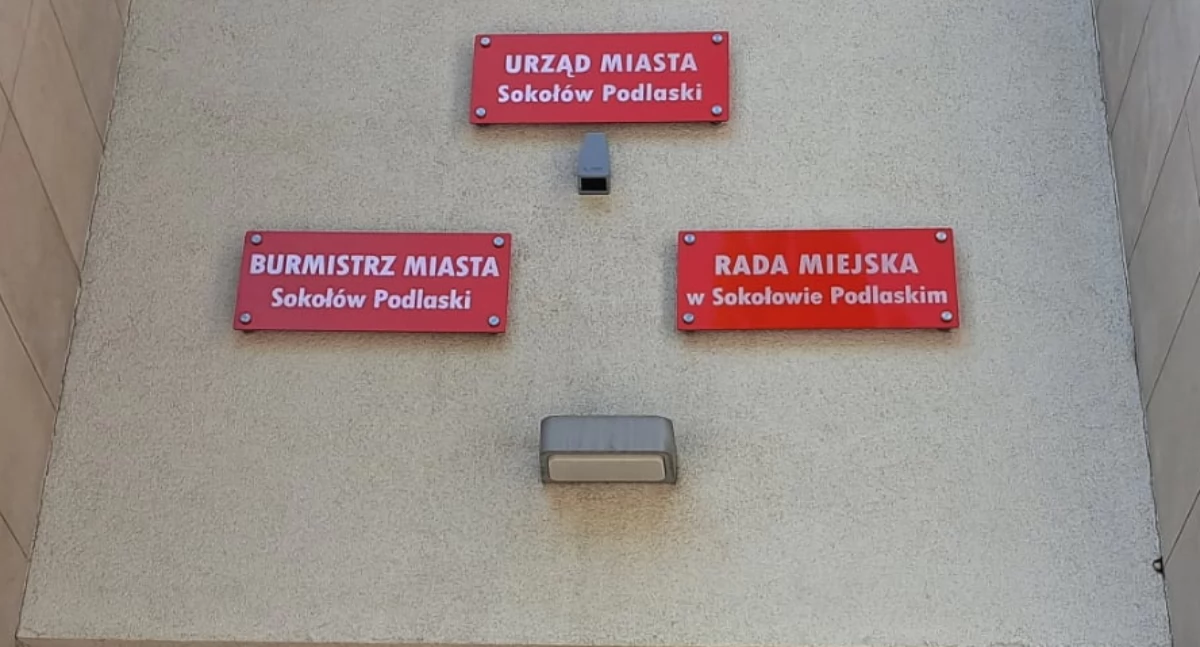 URZĄD MIASTA
Sokołów Podlaski
BURMISTRZ MIASTA
Sokołów Podlaski
RADA MIEJSKA
w Sokołowie Podlaskim